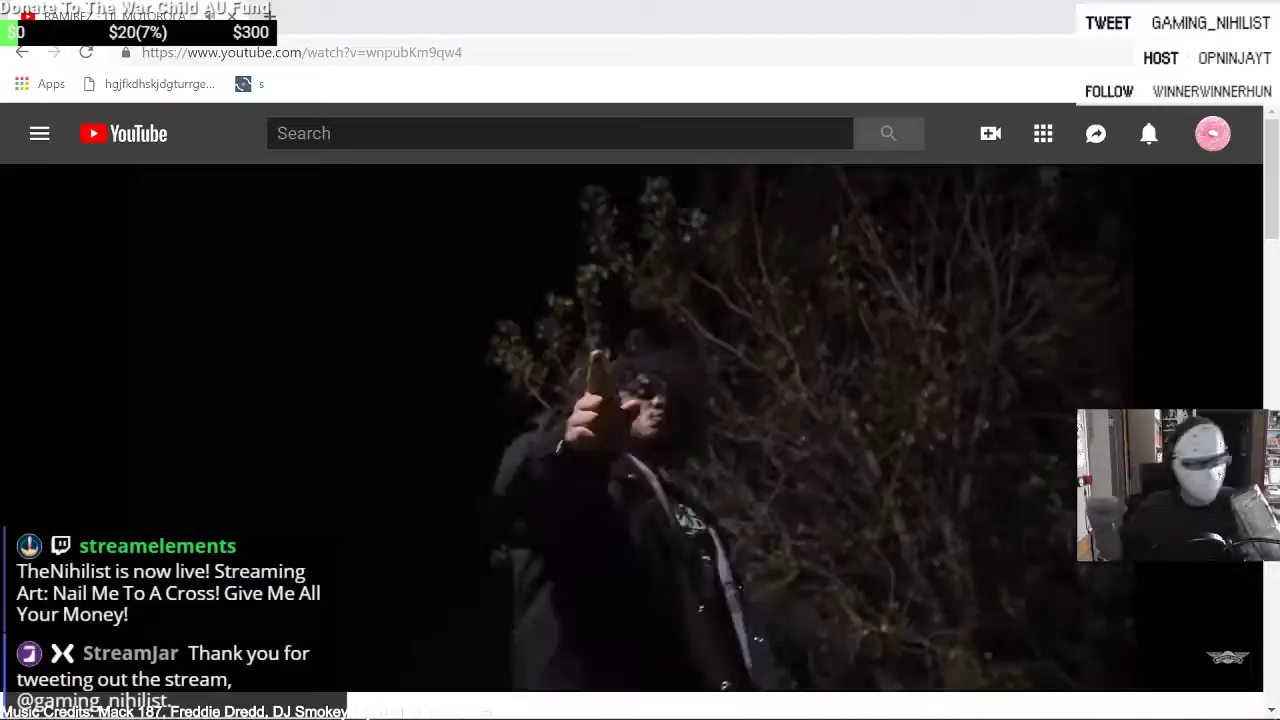 Donate To The War Child AU Fund
RAMIREZ - THA MOTOROLA
$0 $20(7%) $300
TWEET GAMING_NIHILIST
https://www.youtube.com/watch?v=wnpubKm9qw4
HOST OPNINJAYT
Apps hgjfkdhskjdgturrge... s
FOLLOW WINNERWINNERHUN
YouTube
Search
streamelements
TheNihilist is now live! Streaming
Art: Nail Me To A Cross! Give Me All
Your Money!
StreamJar Thank you for
tweeting out the stream,
@gaming_nihilist.
Music Credits: Mack 187, Freddie Dredd, DJ Smokey